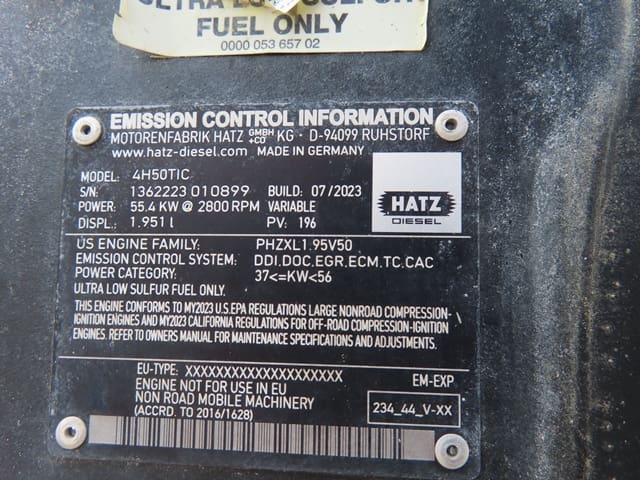 ULTRA LOW SULFUR
FUEL ONLY
0000 053 657 02
EMISSION CONTROL INFORMATION
MOTORENFABRIK HATZ GMBH +CO KG · D-94099 RUHSTORF
www.hatz-diesel.com MADE IN GERMANY
MODEL: 4H50TIC
S/N: 1362223 010899 BUILD: 07/2023
POWER: 55.4 KW @ 2800 RPM VARIABLE
DISPL.: 1.951 l PV: 196
HATZ
DIESEL
US ENGINE FAMILY: PHZXL1.95V50
EMISSION CONTROL SYSTEM: DDI,DOC,EGR,ECM,TC,CAC
POWER CATEGORY: 37<=KW<56
ULTRA LOW SULFUR FUEL ONLY.
THIS ENGINE CONFORMS TO MY2023 U.S.EPA REGULATIONS LARGE NONROAD COMPRESSION-
IGNITION ENGINES AND MY2023 CALIFORNIA REGULATIONS FOR OFF-ROAD COMPRESSION-IGNITION
ENGINES. REFER TO OWNERS MANUAL FOR MAINTENANCE SPECIFICATIONS AND ADJUSTMENTS.
EU-TYPE: XXXXXXXXXXXXXXXXXXXXX EM-EXP
ENGINE NOT FOR USE IN EU
NON ROAD MOBILE MACHINERY
(ACCRD. TO 2016/1628)
234_44_V-XX